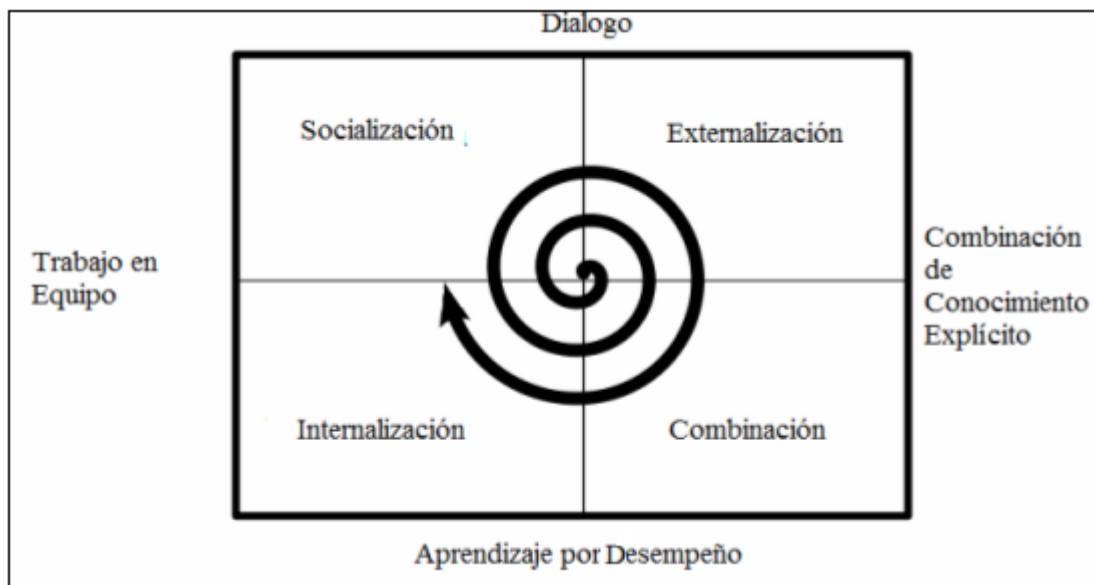 Dialogo
Socialización
Externalización
Trabajo en
Equipo
Combinación
de
Conocimiento
Explícito
Internalización
Combinación
Aprendizaje por Desempeño